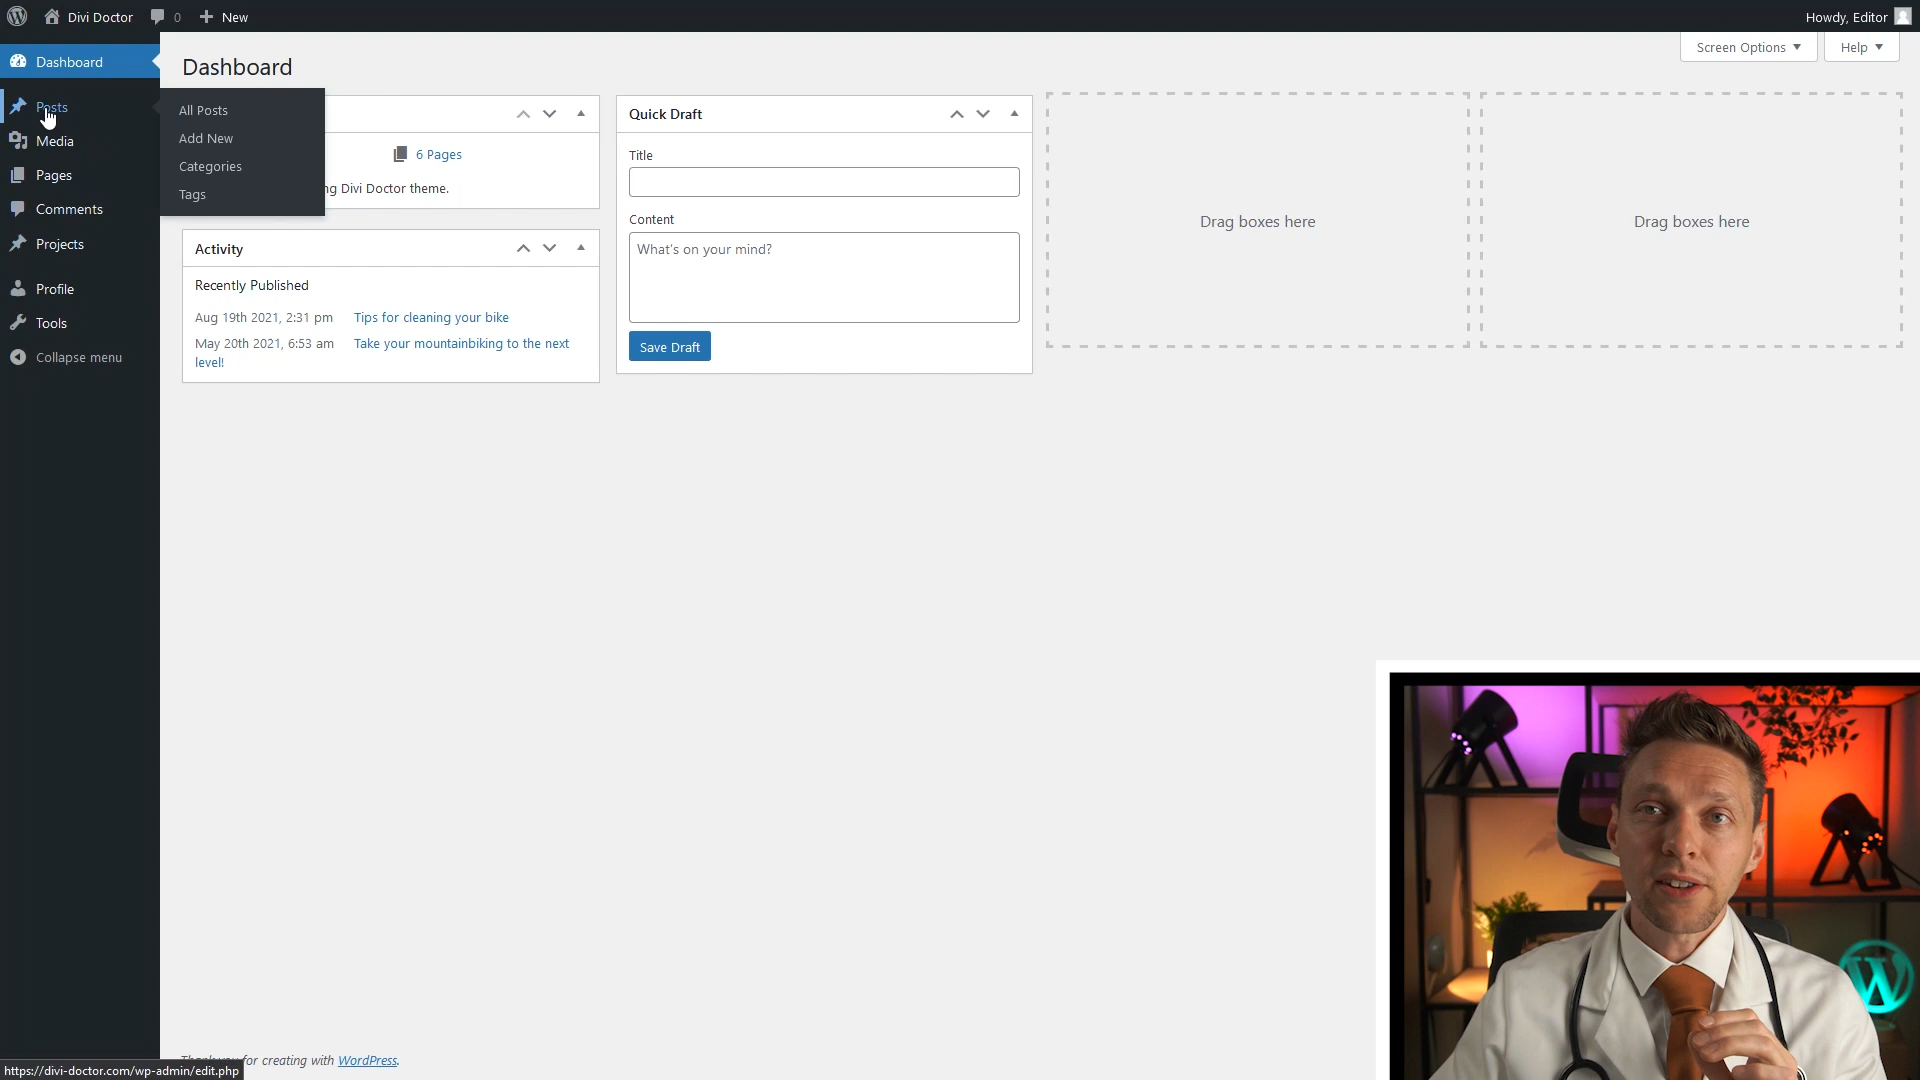 Divi Doctor
0
New
Howdy, Editor
Dashboard
Posts
Media
Pages
Comments
Projects
Profile
Tools
Collapse menu
All Posts
Add New
Categories
Tags
Dashboard
Screen Options
Help
6 Pages
ng Divi Doctor theme.
Activity
Recently Published
Aug 19th 2021, 2:31 pm Tips for cleaning your bike
May 20th 2021, 6:53 am Take your mountainbiking to the next
level!
Quick Draft
Title
Content
What's on your mind?
Save Draft
Drag boxes here
Drag boxes here
Thank you for creating with WordPress.
https://divi-doctor.com/wp-admin/edit.php